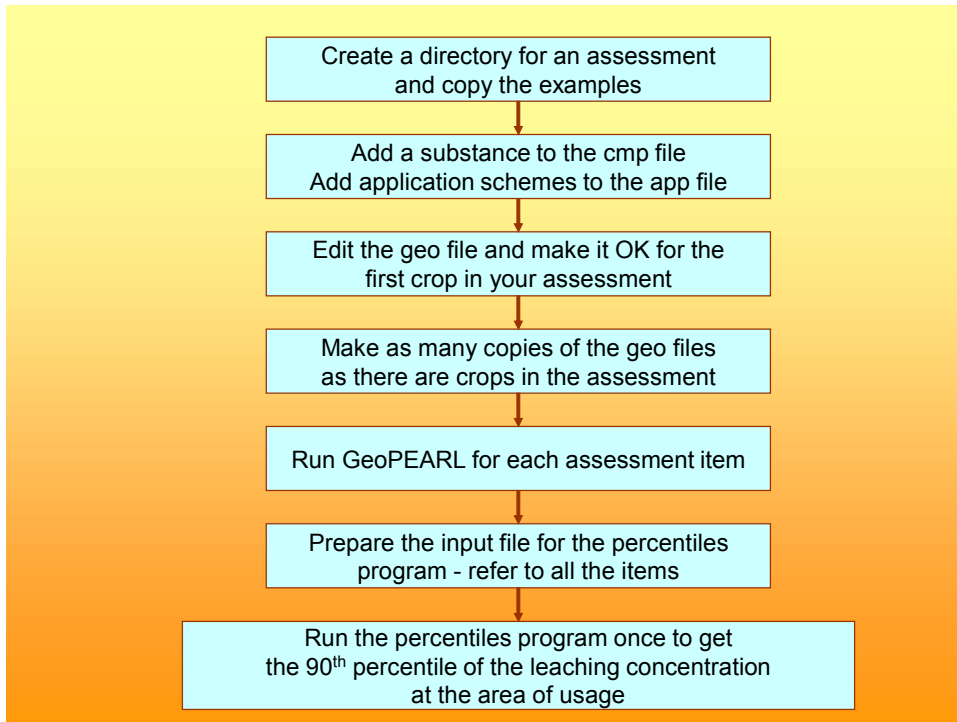 Create a directory for an assessment
and copy the examples
Add a substance to the cmp file
Add application schemes to the app file
Edit the geo file and make it OK for the
first crop in your assessment
Make as many copies of the geo files
as there are crops in the assessment
Run GeoPEARL for each assessment item
Prepare the input file for the percentiles
program - refer to all the items
Run the percentiles program once to get
the 90th percentile of the leaching concentration
at the area of usage